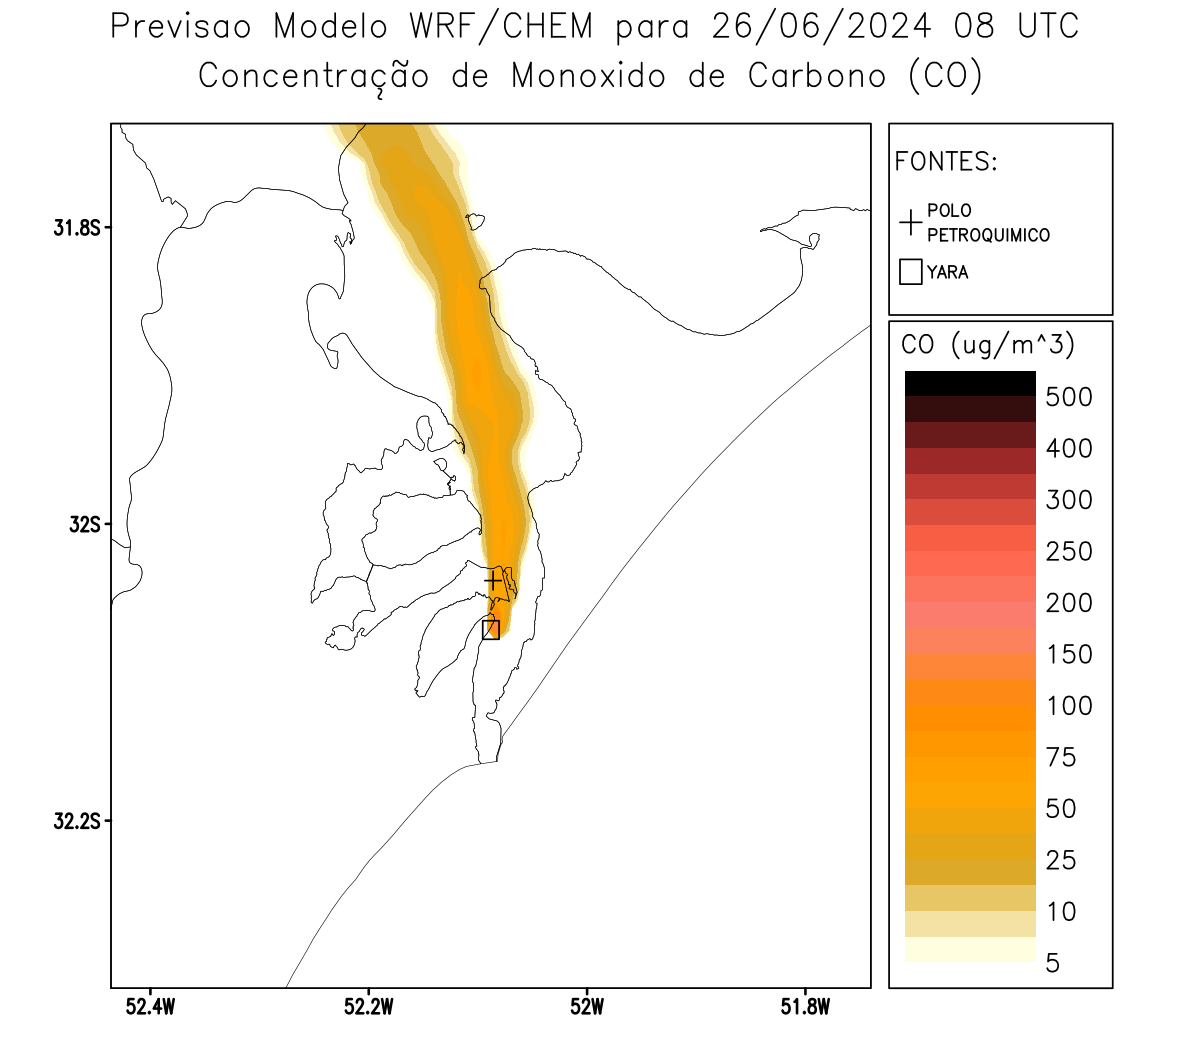 Previsao Modelo WRF/CHEM para 26/06/2024 08 UTC
Concentração de Monoxido de Carbono (CO)
FONTES:
POLO
PETROQUIMICO
YARA
CO (ug/m^3)
500
400
300
250
200
150
100
75
50
25
10
5
31.8S
32S
32.2S
52.4W
52.2W
52W
51.8W